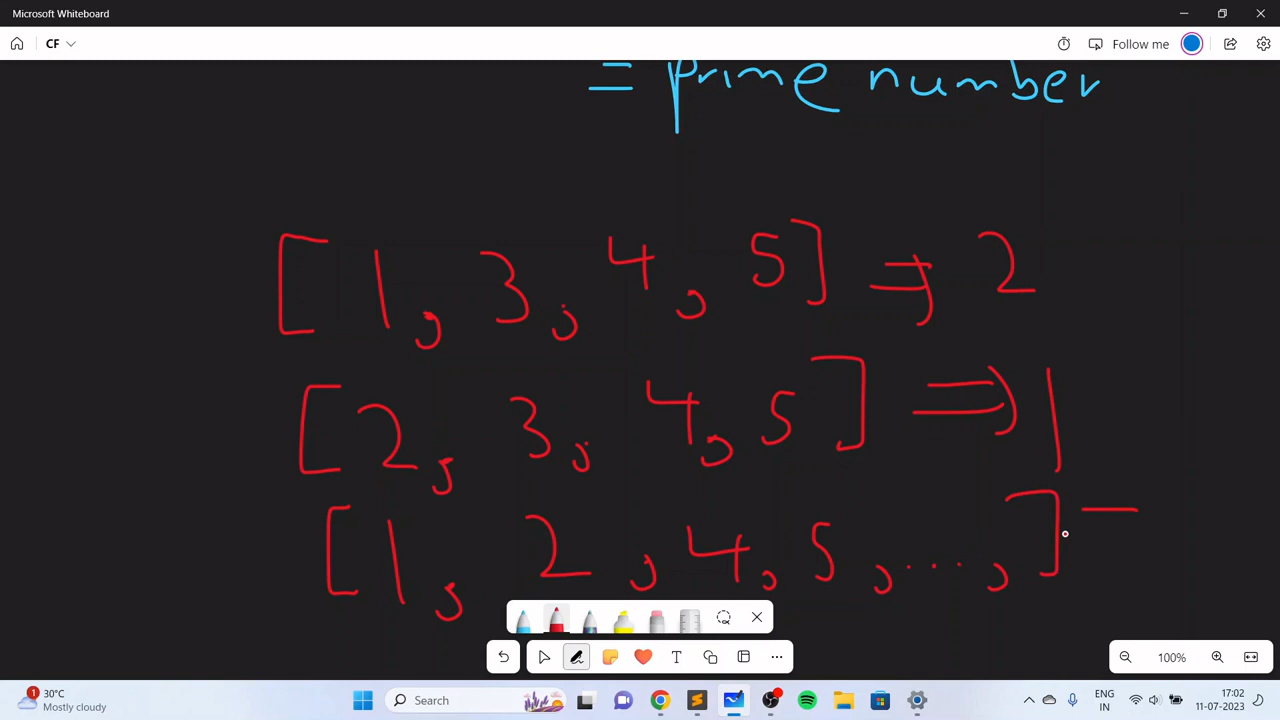 Microsoft Whiteboard
CF
Follow me
= prime number
[1, 3, 4, 5] => 2
[2, 3, 4, 5] => 1
[1, 2, 4, 5, ..., ] -
100%
1
30°C
Mostly cloudy
Search
ENG
IN
17:02
11-07-2023